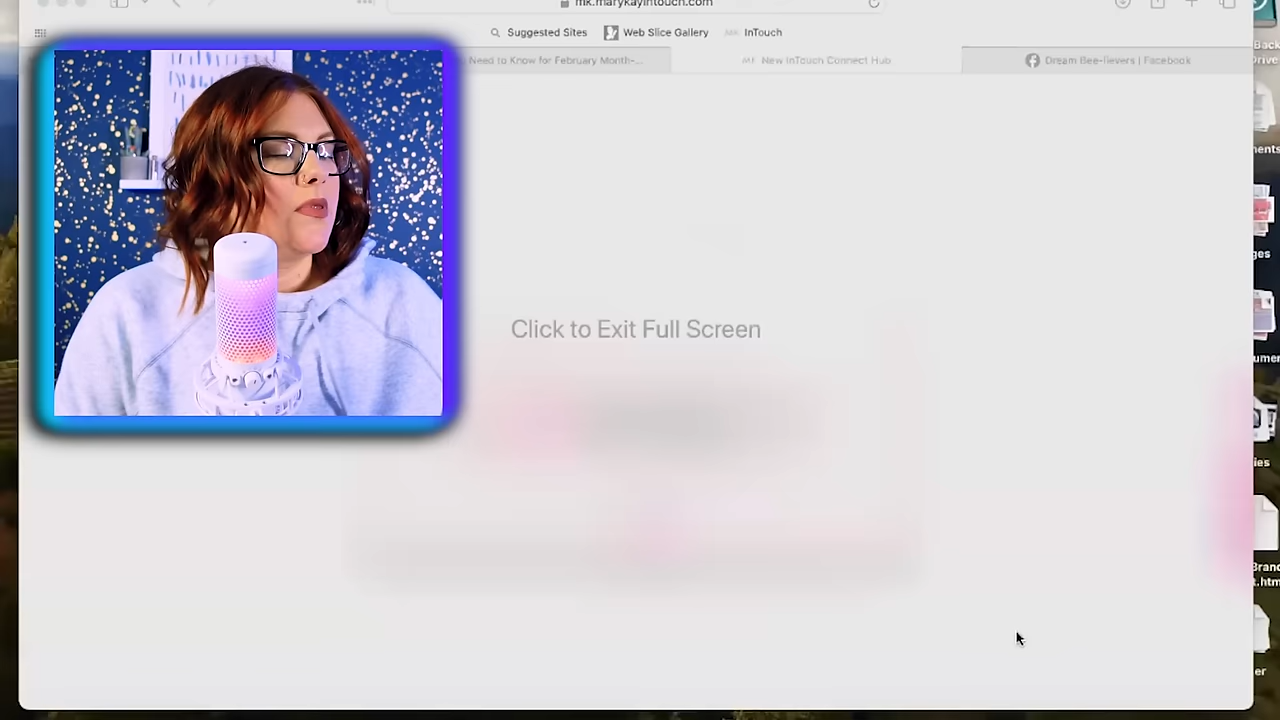 mk.marykayintouch.com
Suggested Sites
Web Slice Gallery
InTouch
Need to Know for February Month-...
New InTouch Connect Hub
Dream Bee-lievers | Facebook
Click to Exit Full Screen